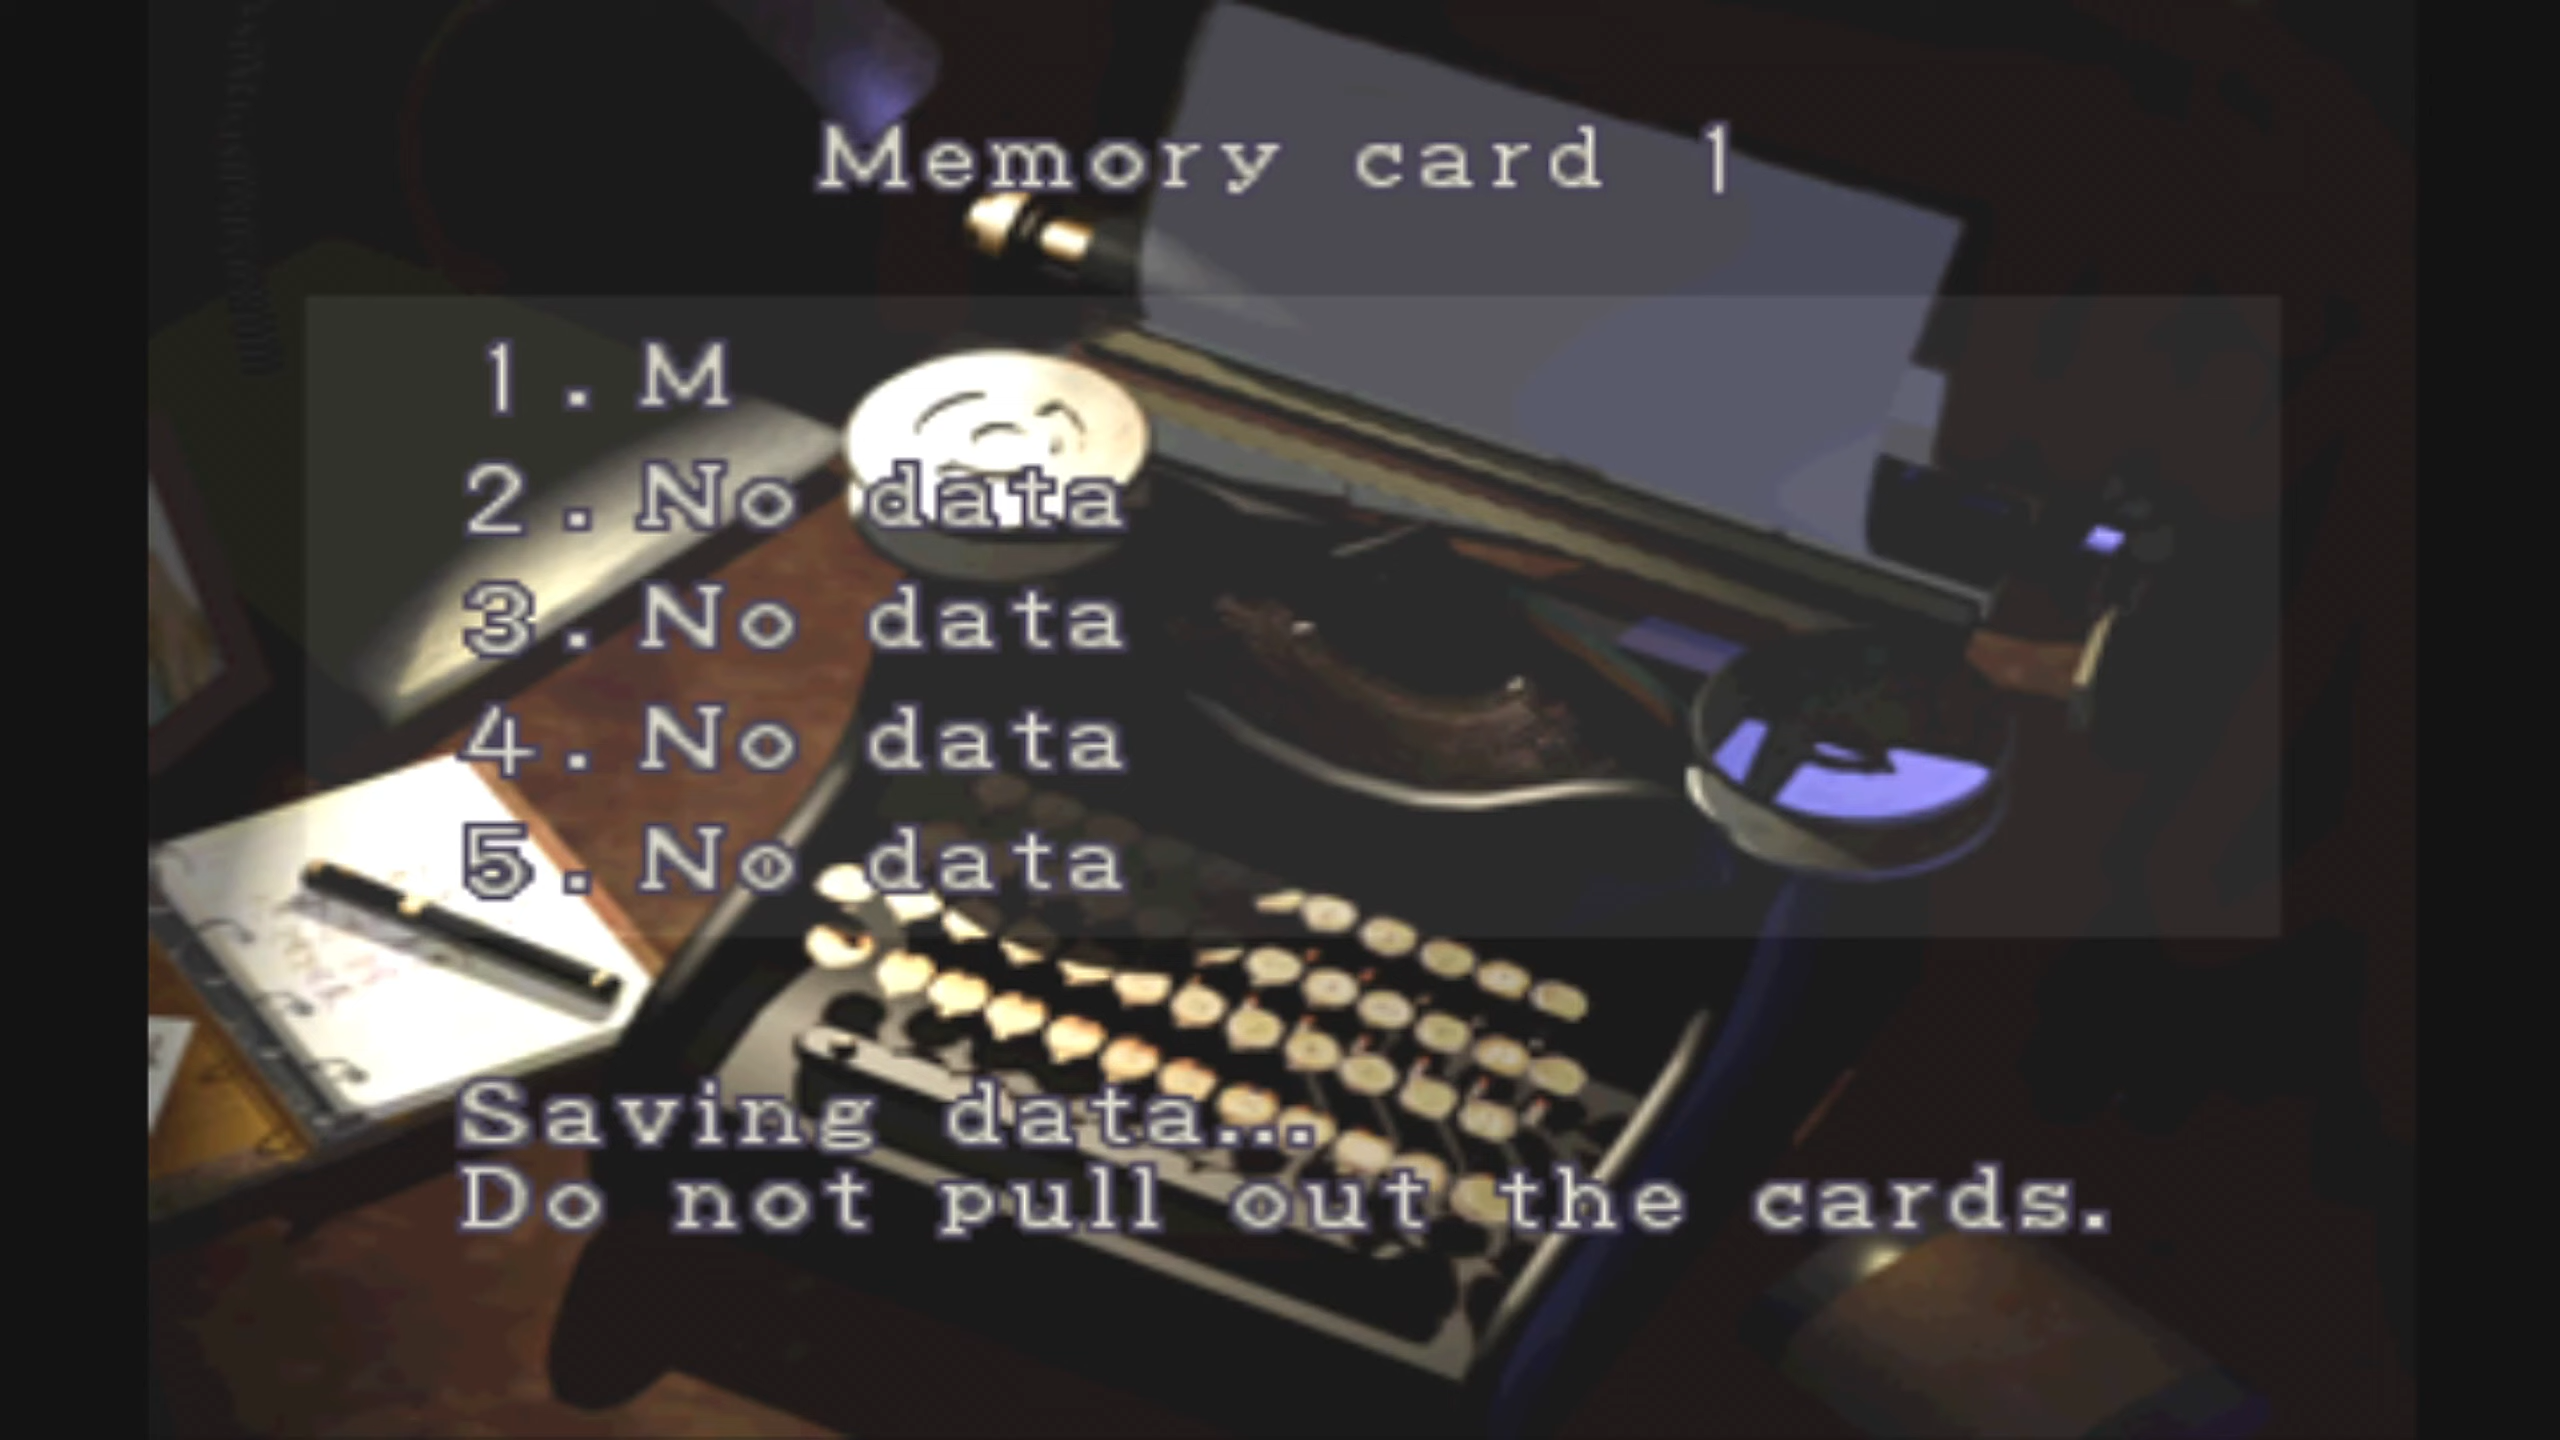 Memory card 1
1. M
2. No data
3. No data
4. No data
5. No data
Saving data...
Do not pull out the cards.